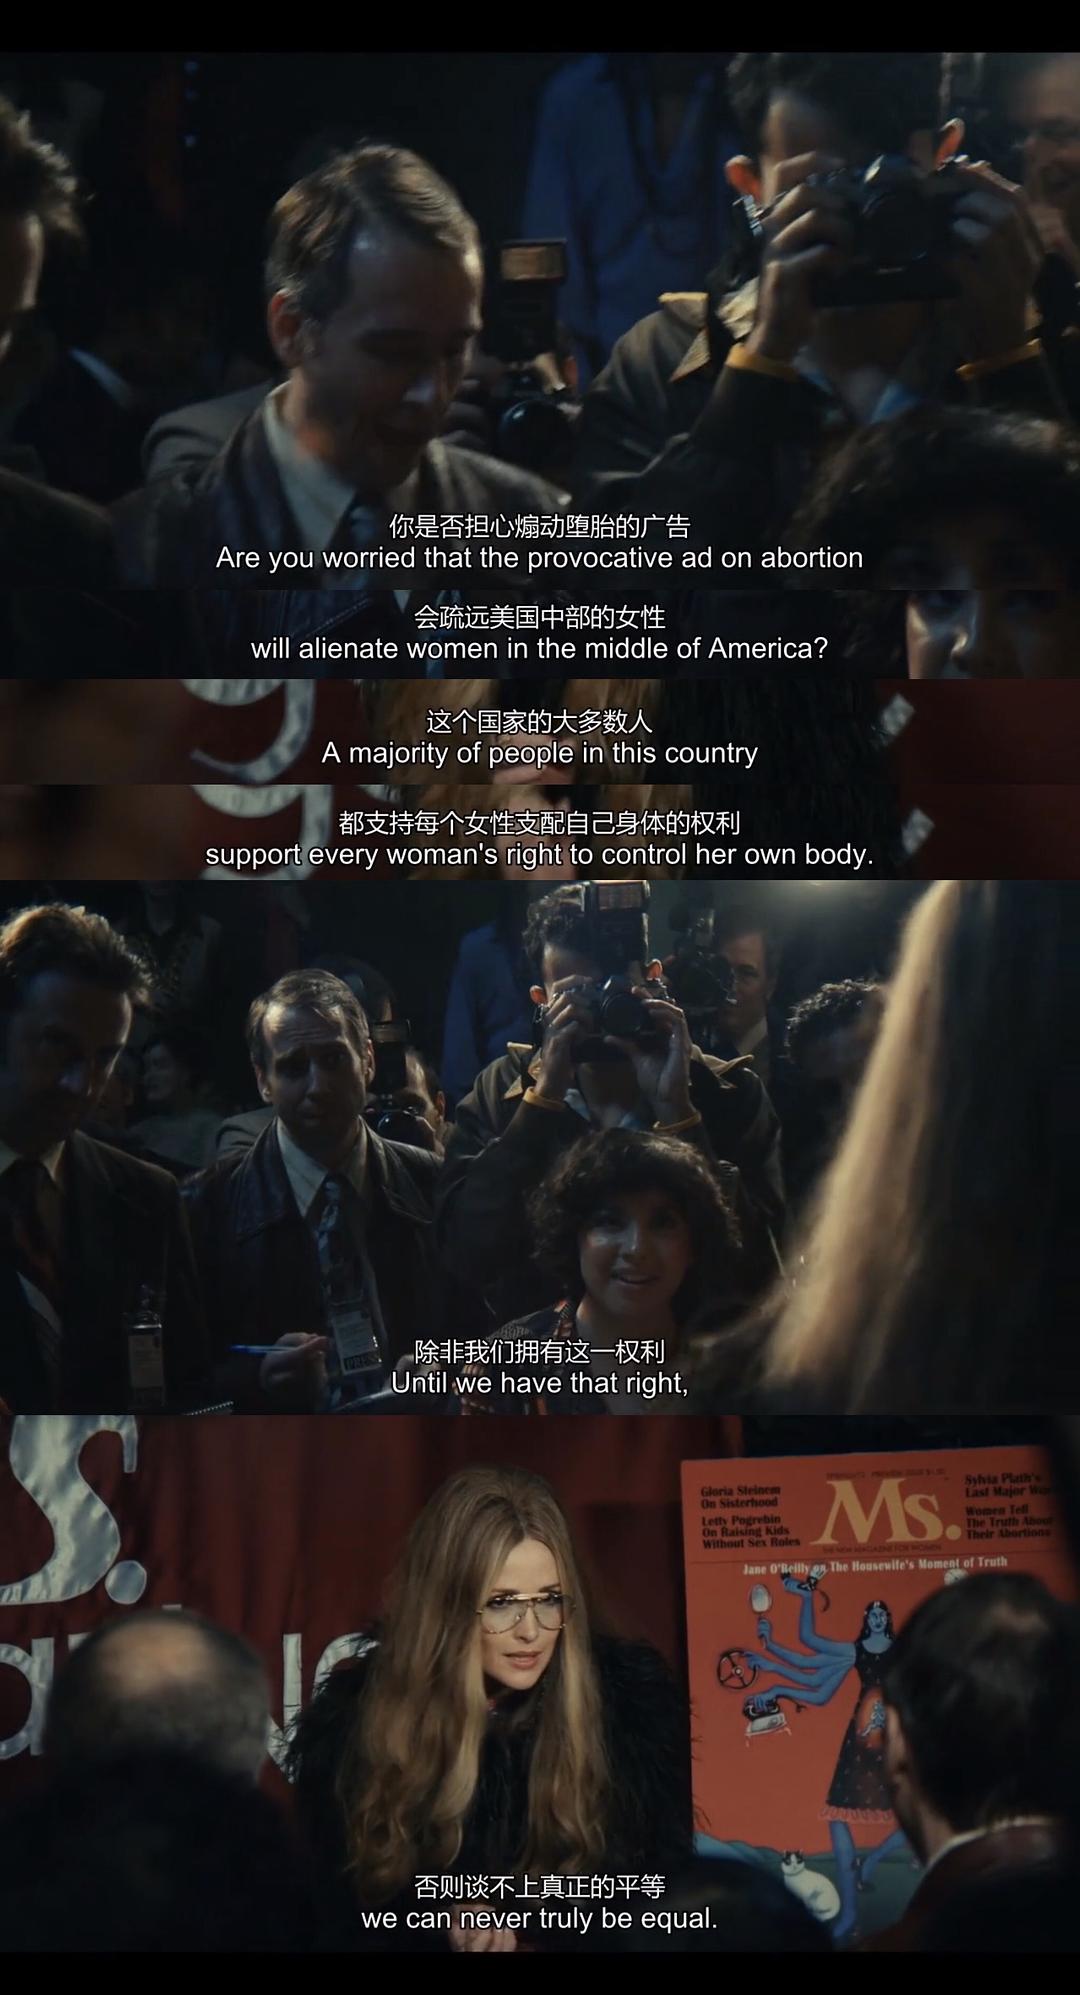 你是否担心煽动堕胎的广告
Are you worried that the provocative ad on abortion
会疏远美国中部的女性
will alienate women in the middle of America?
这个国家的大多数人
A majority of people in this country
都支持每个女性支配自己身体的权利
support every woman's right to control her own body.
PRESS
除非我们拥有这一权利
Until we have that right,
s.
Gloria Steinem
On Sisterhood
Letty Pogrebin
On Raising Kids
Without Sex Roles
Ms.
THE NEW MAGAZINE FOR WOMEN
Sylvia Plath's
Last Major
Women Tell
The Truth About
Their Abortions
Jane O'Reilly on The Housewife's Moment of Truth
否则谈不上真正的平等
we can never truly be equal.